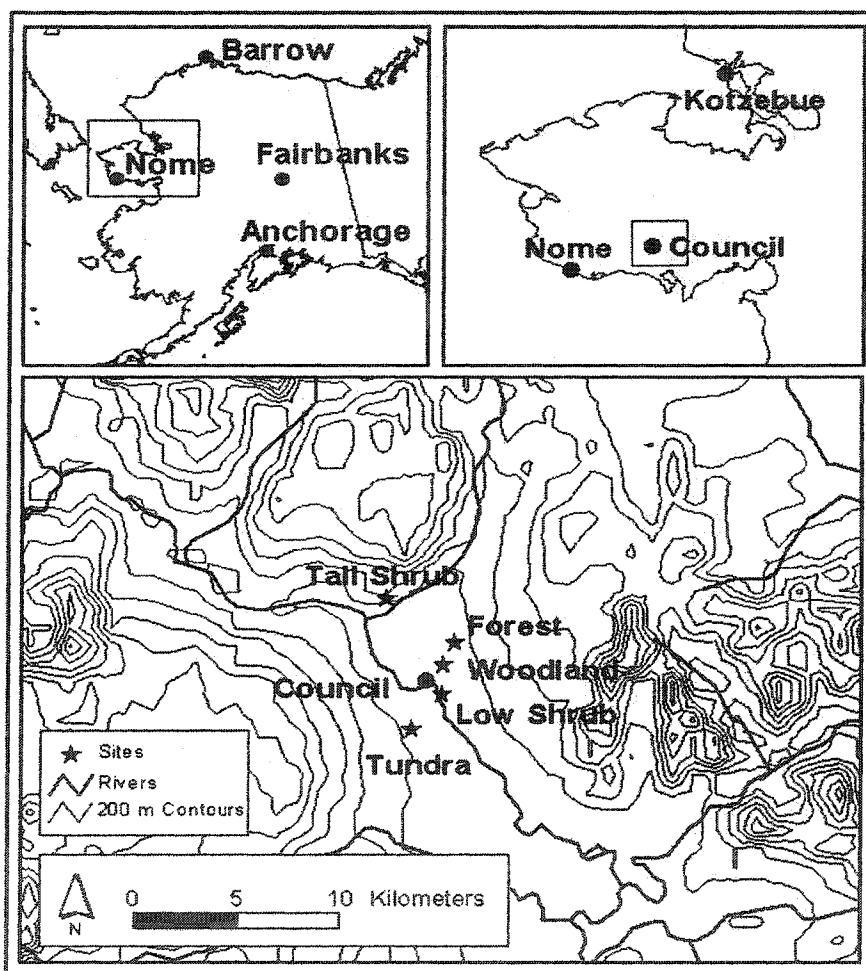 Barrow
Nome
Fairbanks
Anchorage
Kotzebue
Nome
Council
Tall Shrub
Forest
Woodland
Council
Low Shrub
Tundra
Sites
Rivers
200 m Contours
N
0 5 10 Kilometers